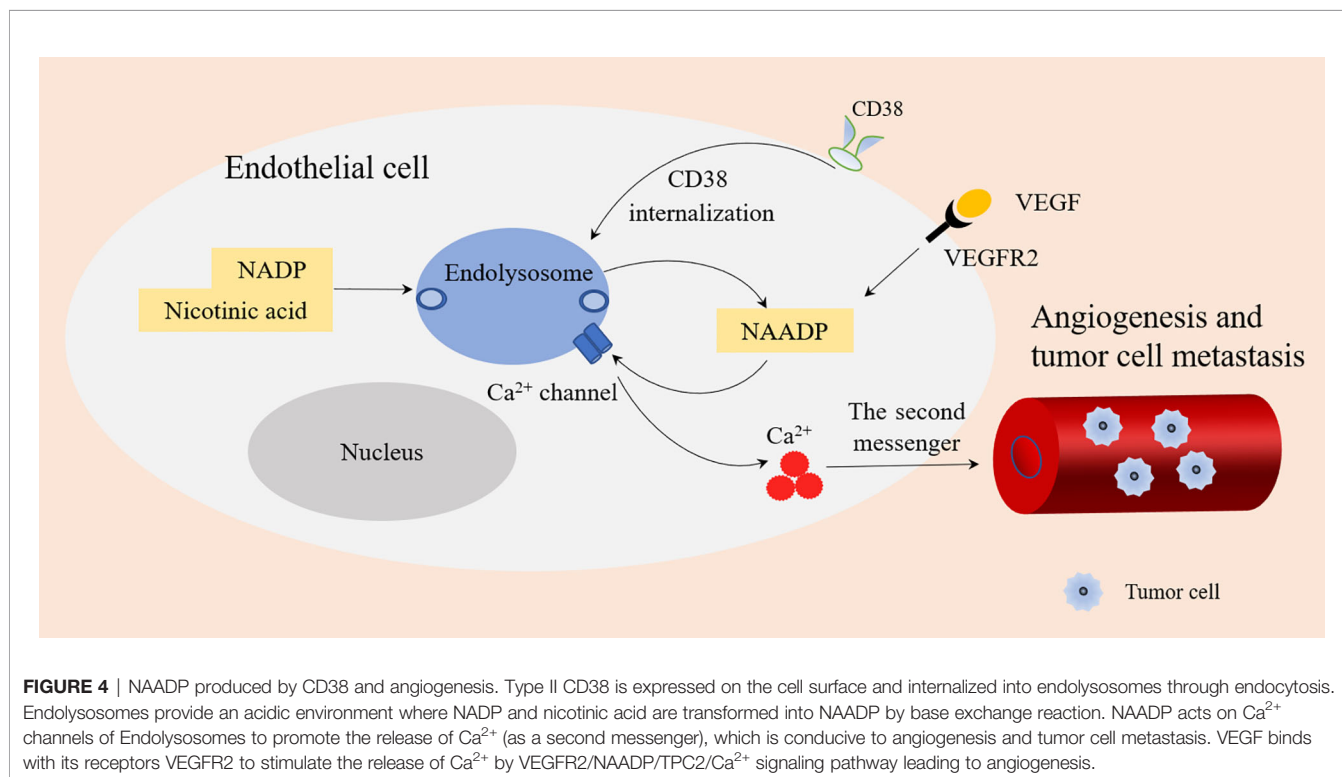 CD38
Endothelial cell
CD38
internalization
VEGF
VEGFR2
NADP
Nicotinic acid
Endolysosome
NAADP
Angiogenesis and
tumor cell metastasis
Ca²⁺ channel
Nucleus
Ca²⁺
The second
messenger
Tumor cell
FIGURE 4 | NAADP produced by CD38 and angiogenesis. Type II CD38 is expressed on the cell surface and internalized into endolysosomes through endocytosis.
Endolysosomes provide an acidic environment where NADP and nicotinic acid are transformed into NAADP by base exchange reaction. NAADP acts on Ca²⁺
channels of Endolysosomes to promote the release of Ca²⁺ (as a second messenger), which is conducive to angiogenesis and tumor cell metastasis. VEGF binds
with its receptors VEGFR2 to stimulate the release of Ca²⁺ by VEGFR2/NAADP/TPC2/Ca²⁺ signaling pathway leading to angiogenesis.